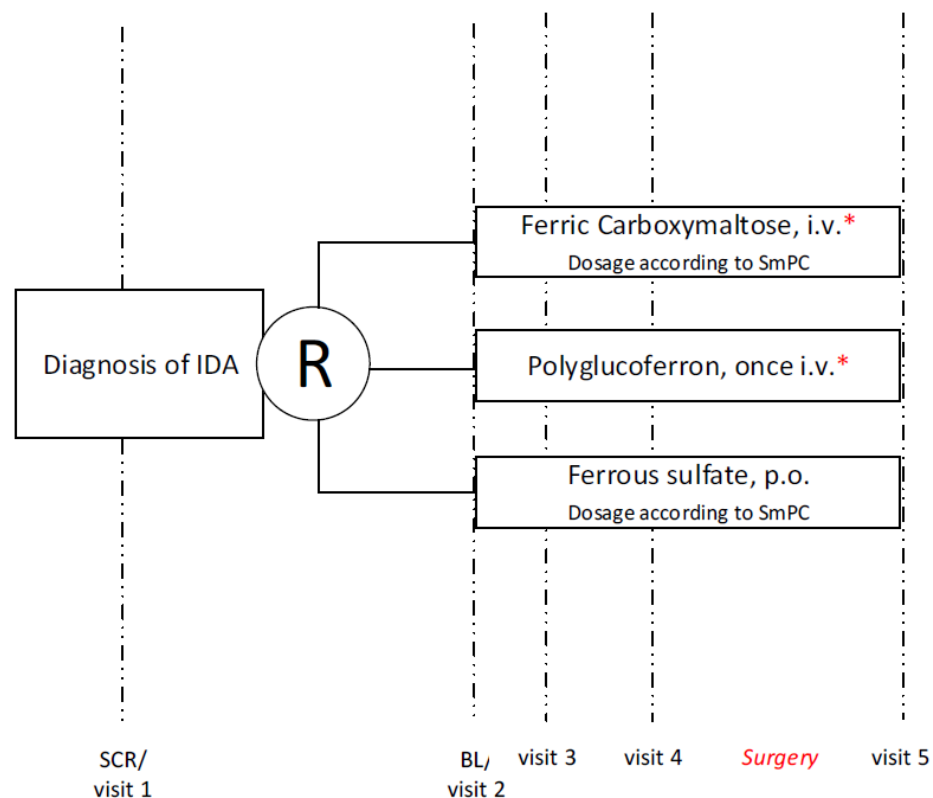 Ferric Carboxymaltose, i.v.*
Dosage according to SmPC
Diagnosis of IDA
R
Polyglucoferron, once i.v.*
Ferrous sulfate, p.o.
Dosage according to SmPC
SCR/
visit 1
BL/
visit 2
visit 3
visit 4
Surgery
visit 5